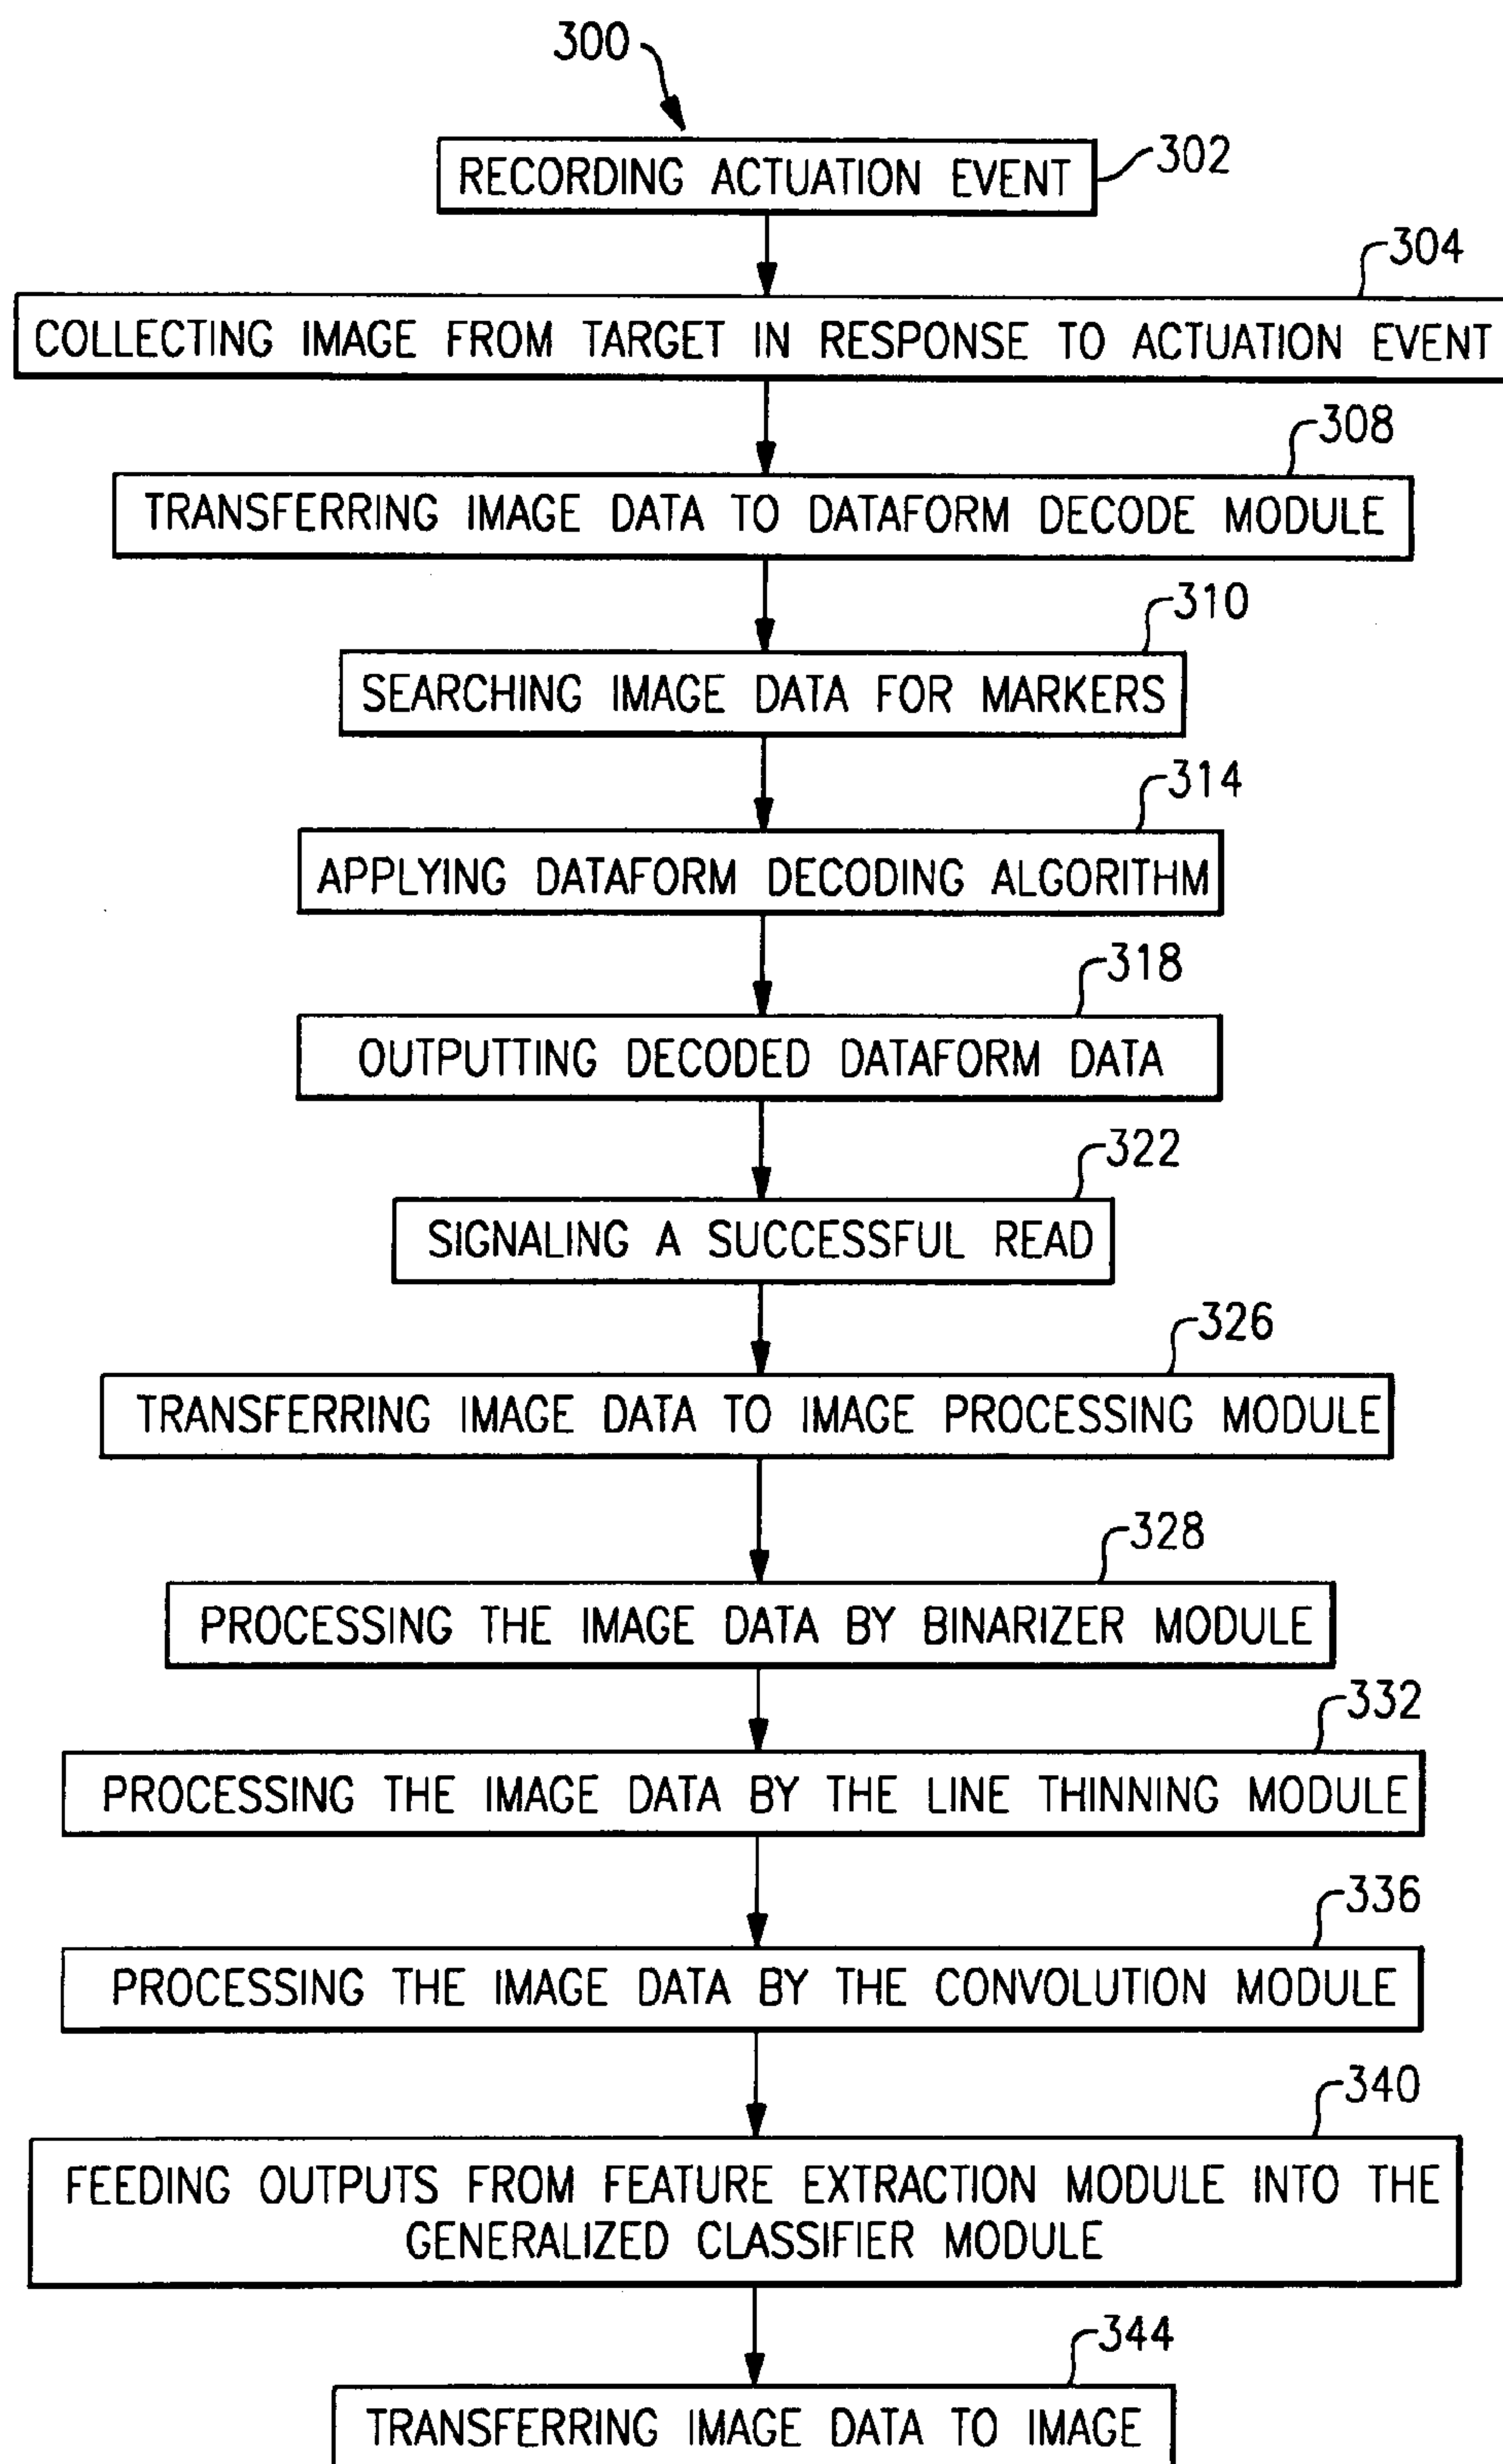 300
RECORDING ACTUATION EVENT
302
304
COLLECTING IMAGE FROM TARGET IN RESPONSE TO ACTUATION EVENT
308
TRANSFERRING IMAGE DATA TO DATAFORM DECODE MODULE
310
SEARCHING IMAGE DATA FOR MARKERS
314
APPLYING DATAFORM DECODING ALGORITHM
318
OUTPUTTING DECODED DATAFORM DATA
322
SIGNALING A SUCCESSFUL READ
326
TRANSFERRING IMAGE DATA TO IMAGE PROCESSING MODULE
328
PROCESSING THE IMAGE DATA BY BINARIZER MODULE
332
PROCESSING THE IMAGE DATA BY THE LINE THINNING MODULE
336
PROCESSING THE IMAGE DATA BY THE CONVOLUTION MODULE
340
FEEDING OUTPUTS FROM FEATURE EXTRACTION MODULE INTO THE
GENERALIZED CLASSIFIER MODULE
344
TRANSFERRING IMAGE DATA TO IMAGE